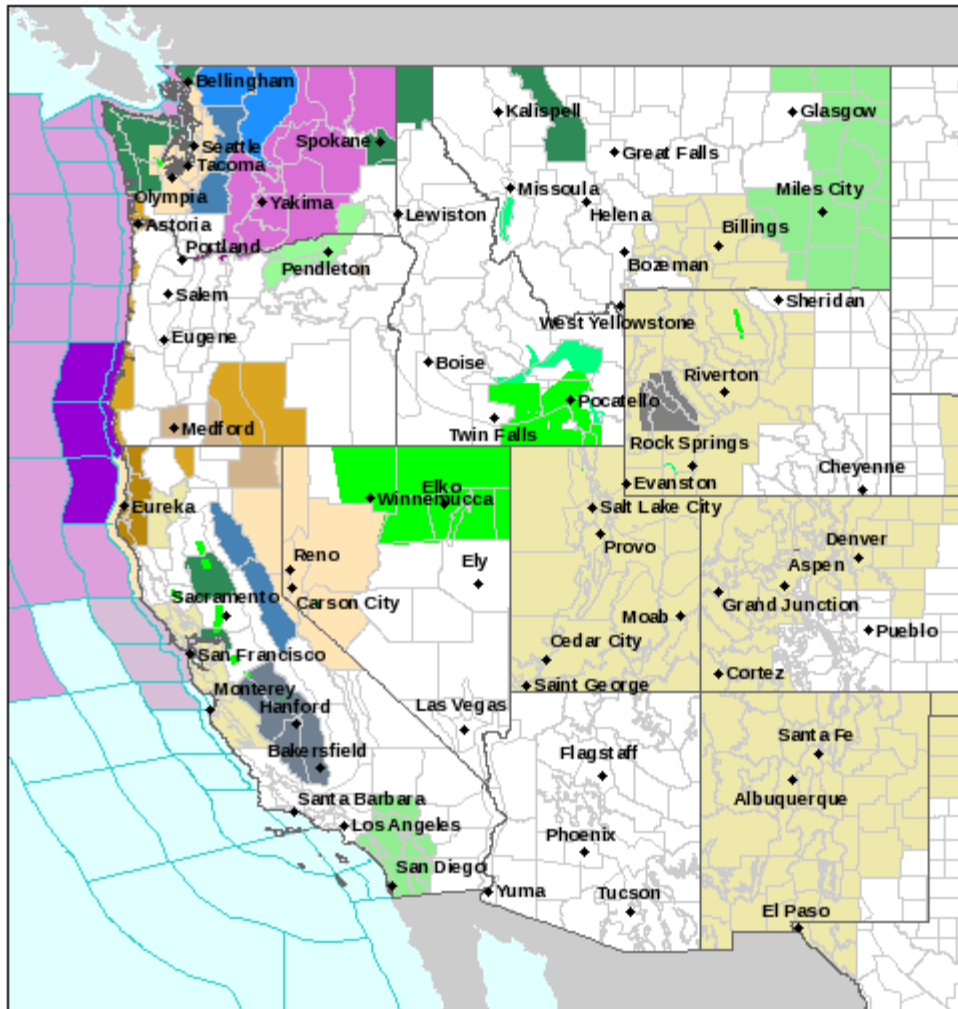 Bellingham
Kalispell
Glasgow
Seattle
Spokane
Great Falls
Tacoma
Olympia
Missoula
Miles City
Yakima
Lewiston
Helena
Astoria
Billings
Portland
Pendleton
Bozeman
Salem
Sheridan
West Yellowstone
Eugene
Boise
Riverton
Pocatello
Medford
Twin Falls
Rock Springs
Cheyenne
Elko
Evanston
Winnemucca
Eureka
Salt Lake City
Provo
Denver
Reno
Ely
Aspen
Sacramento
Carson City
Grand Junction
Moab
Pueblo
Cedar City
San Francisco
Cortez
Saint George
Monterey
Hanford
Las Vegas
Santa Fe
Bakersfield
Flagstaff
Albuquerque
Santa Barbara
Los Angeles
Phoenix
San Diego
Yuma
Tucson
El Paso